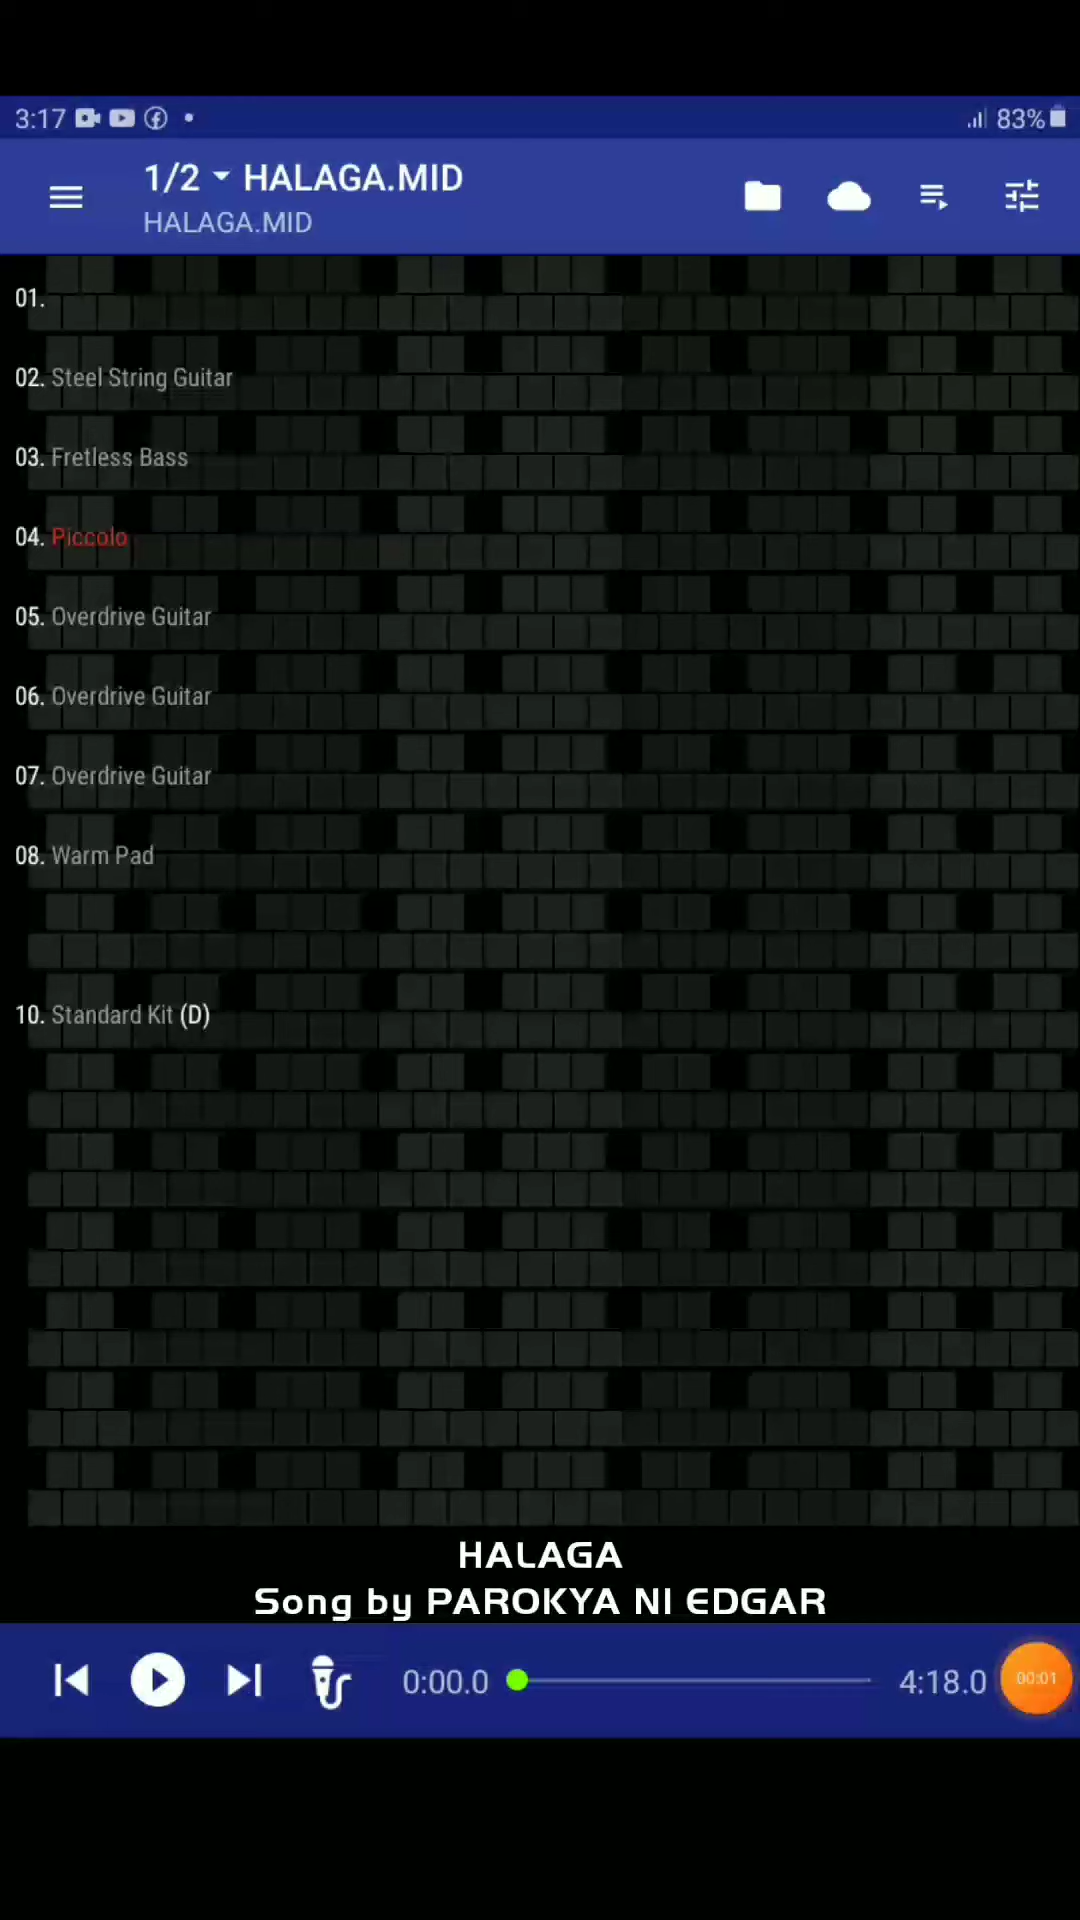 3:17 83%
1/2 HALAGA.MID
HALAGA.MID
01.
02. Steel String Guitar
03. Fretless Bass
04. Piccolo
05. Overdrive Guitar
06. Overdrive Guitar
07. Overdrive Guitar
08. Warm Pad
10. Standard Kit (D)
HALAGA
Song by PAROKYA NI EDGAR
0:00.0 4:18.0 00:01